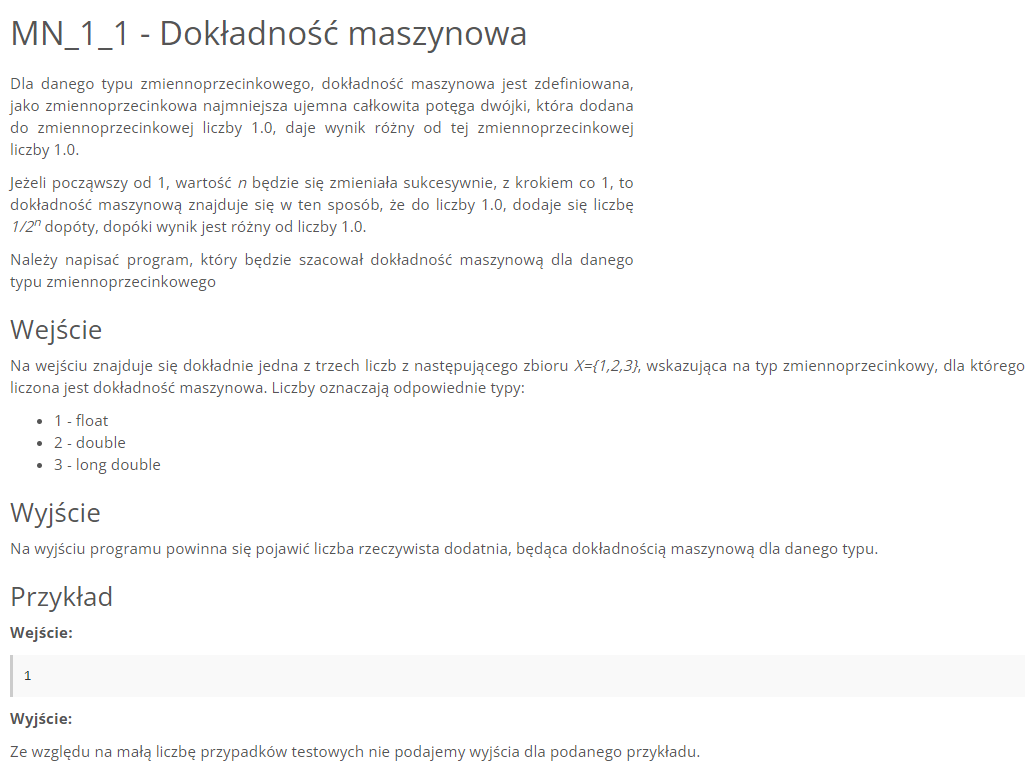 MN_1_1 - Dokładność maszynowa
Dla danego typu zmiennoprzecinkowego, dokładność maszynowa jest zdefiniowana,
jako zmiennoprzecinkowa najmniejsza ujemna całkowita potęga dwójki, która dodana
do zmiennoprzecinkowej liczby 1.0, daje wynik różny od tej zmiennoprzecinkowej
liczby 1.0.
Jeżeli począwszy od 1, wartość n będzie się zmieniała sukcesywnie, z krokiem co 1, to
dokładność maszynową znajduje się w ten sposób, że do liczby 1.0, dodaje się liczbę
1/2ⁿ dopóty, dopóki wynik jest różny od liczby 1.0.
Należy napisać program, który będzie szacował dokładność maszynową dla danego
typu zmiennoprzecinkowego
Wejście
Na wejściu znajduje się dokładnie jedna z trzech liczb z następującego zbioru X={1,2,3}, wskazująca na typ zmiennoprzecinkowy, dla którego
liczona jest dokładność maszynowa. Liczby oznaczają odpowiednie typy:
• 1 - float
• 2 - double
• 3 - long double
Wyjście
Na wyjściu programu powinna się pojawić liczba rzeczywista dodatnia, będąca dokładnością maszynową dla danego typu.
Przykład
Wejście:
1
Wyjście:
Ze względu na małą liczbę przypadków testowych nie podajemy wyjścia dla podanego przykładu.